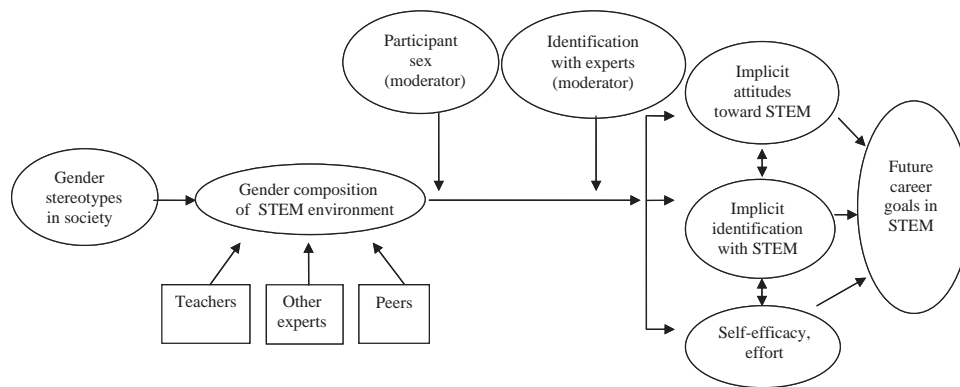 Participant
sex
(moderator)
Identification
with experts
(moderator)
Implicit
attitudes
toward STEM
Gender
stereotypes
in society
Gender composition
of STEM environment
Implicit
identification
with STEM
Future
career
goals in
STEM
Teachers
Other
experts
Peers
Self-efficacy,
effort